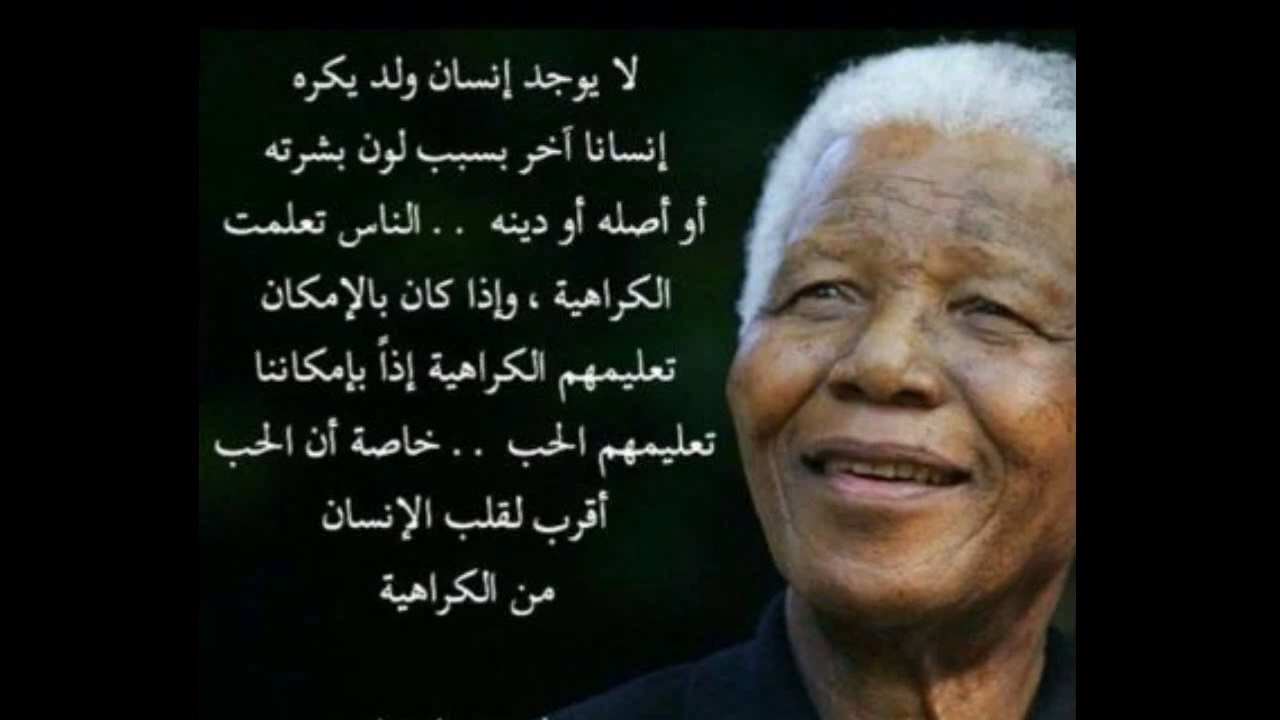 لا يوجد إنسان ولد يكره
إنسانا آخر بسبب لون بشرته
أو أصله أو دينه . . الناس تعلمت
الكراهية ، وإذا كان بالإمكان
تعليمهم الكراهية إذاً بإمكاننا
تعليمهم الحب . . خاصة أن الحب
أقرب لقلب الإنسان
من الكراهية